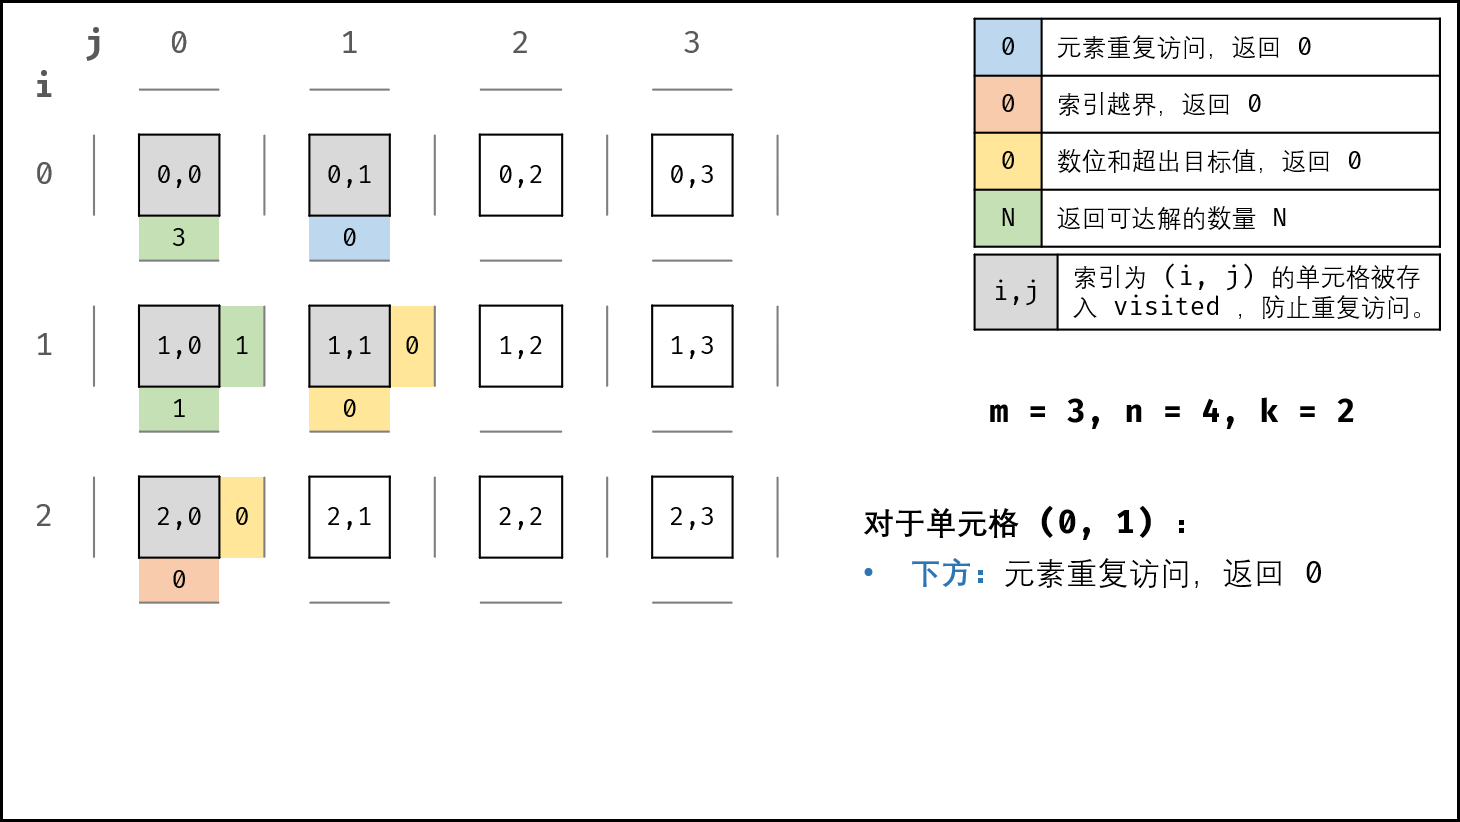 j 0 1 2 3
i
0 0,0 0,1 0,2 0,3
3 0
1 1,0 1 1,1 0 1,2 1,3
1 0
2 2,0 0 2,1 2,2 2,3
0
0 元素重复访问，返回 0
0 索引越界，返回 0
0 数位和超出目标值，返回 0
N 返回可达解的数量 N
i,j 索引为 (i, j) 的单元格被存
入 visited ，防止重复访问。
m = 3, n = 4, k = 2
对于单元格 (0, 1) ：
• 下方：元素重复访问，返回 0